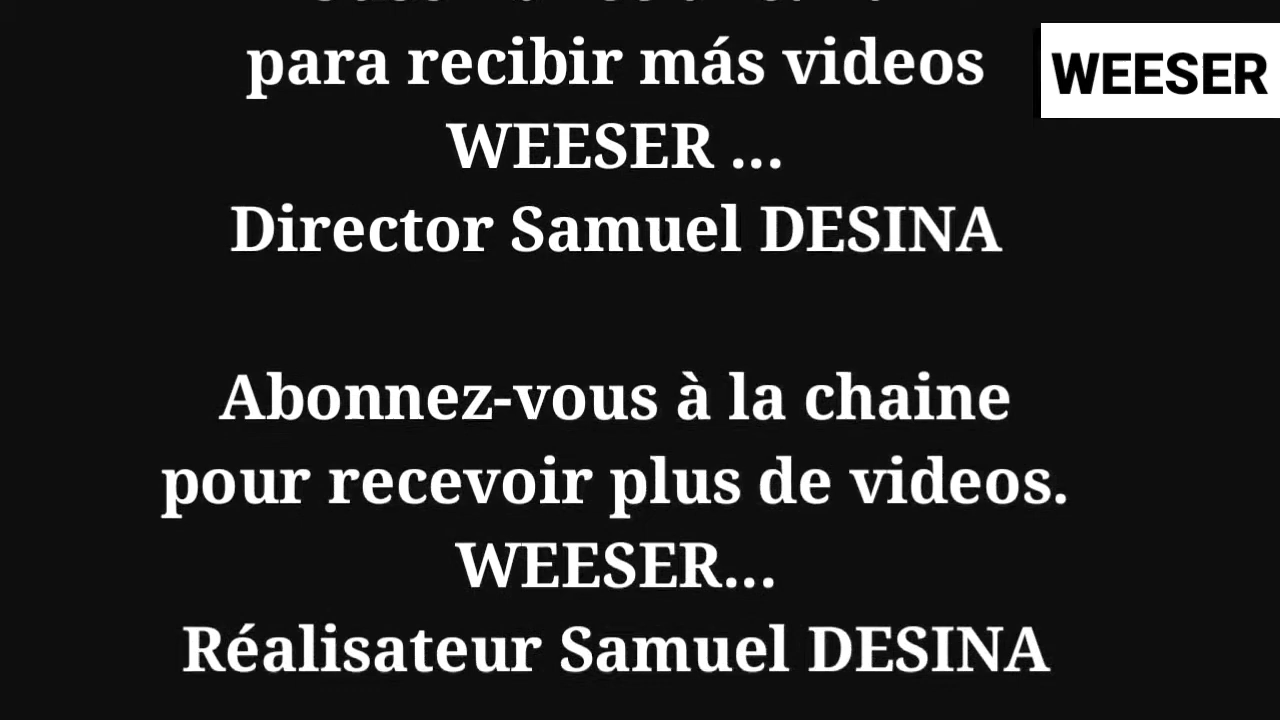 para recibir más videos
WEESER
WEESER ...
Director Samuel DESINA
Abonnez-vous à la chaine
pour recevoir plus de videos.
WEESER...
Réalisateur Samuel DESINA